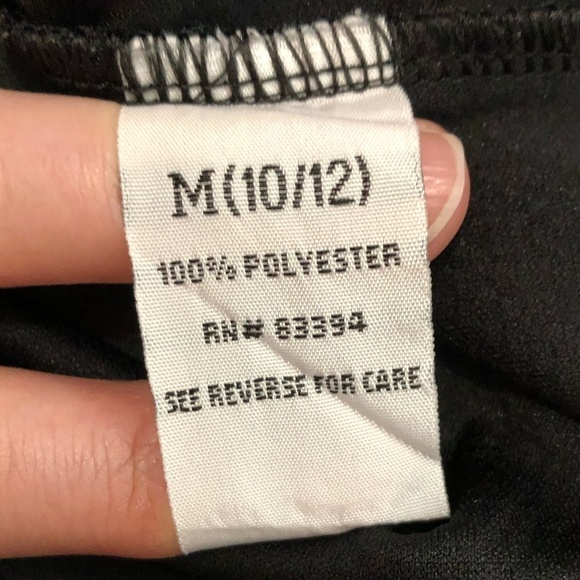 M(10/12)
100% POLYESTER
RN# 83394
SEE REVERSE FOR CARE